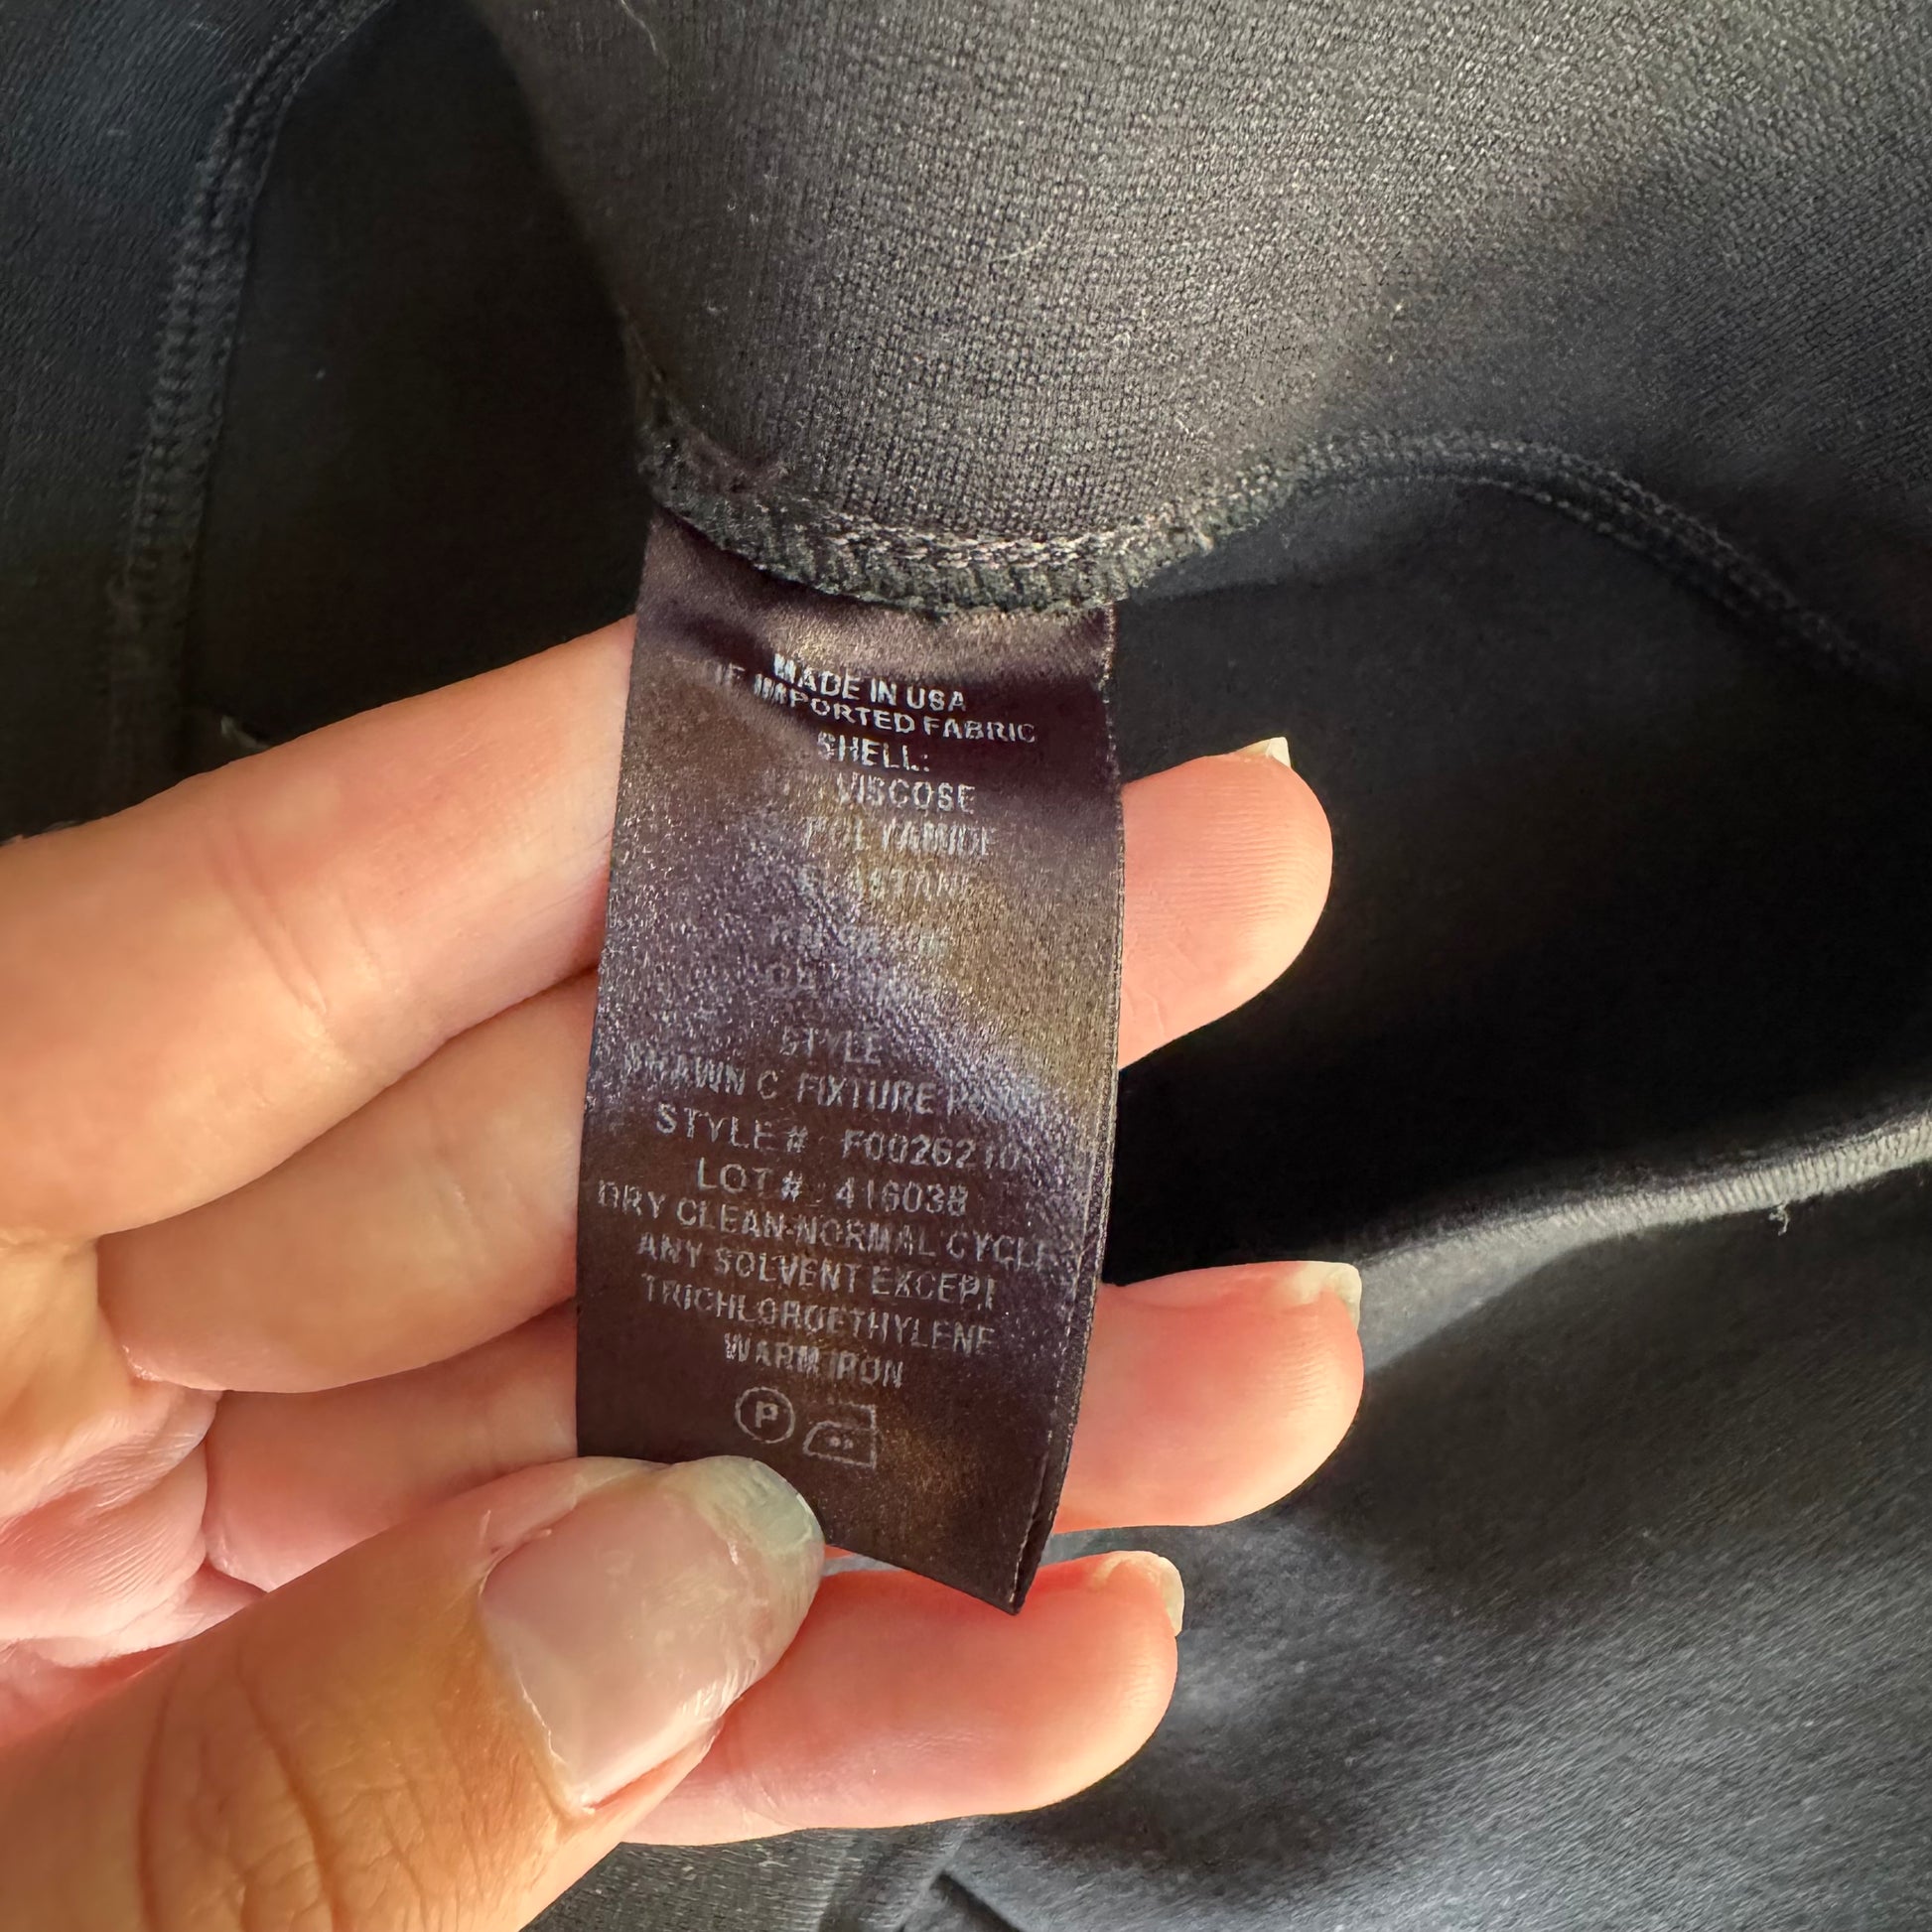 MADE IN USA
IMPORTED FABRIC
SHELL:
VISCOSE
POLYAMIDE
STYLE
SHAWN C FIXTURE
STYLE # F0026210
LOT # 416038
DRY CLEAN-NORMAL CYCLE
ANY SOLVENT EXCEPT
TRICHLOROETHYLENE
WARM IRON
P